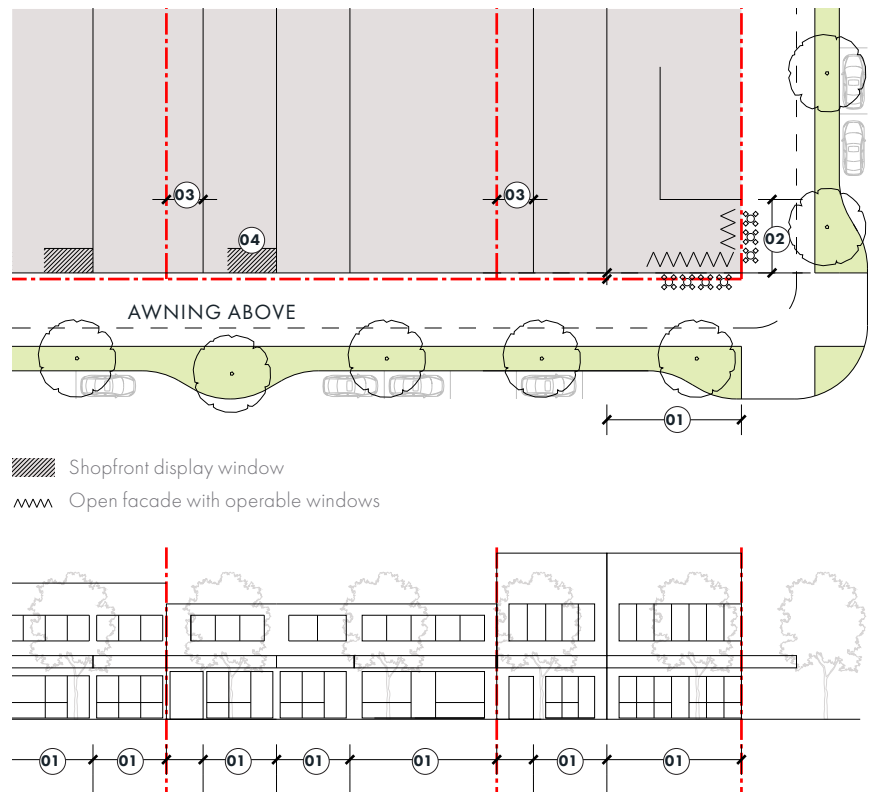 03
03
04
02
AWNING ABOVE
01
Shopfront display window
Open facade with operable windows
01 01 01 01 01 01 01